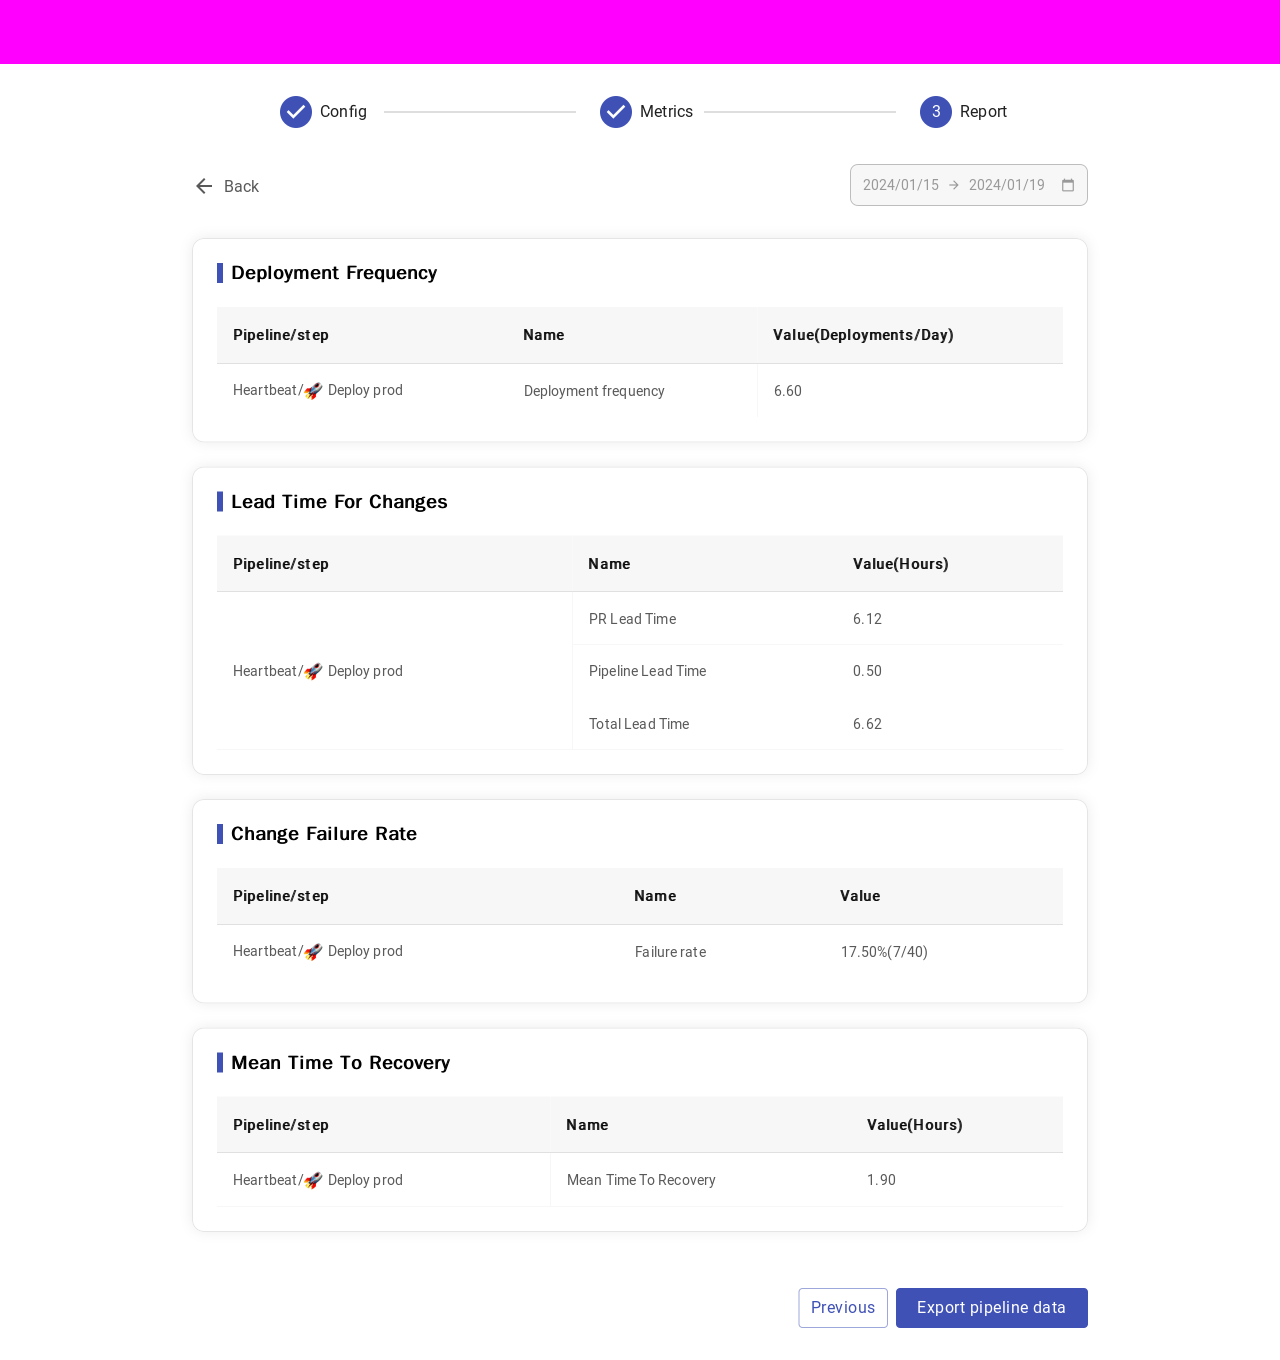 Config
Metrics
3 Report
Back
2024/01/15 → 2024/01/19
Deployment Frequency
Pipeline/step Name Value(Deployments/Day)
Heartbeat/🚀 Deploy prod Deployment frequency 6.60
Lead Time For Changes
Pipeline/step Name Value(Hours)
PR Lead Time 6.12
Heartbeat/🚀 Deploy prod Pipeline Lead Time 0.50
Total Lead Time 6.62
Change Failure Rate
Pipeline/step Name Value
Heartbeat/🚀 Deploy prod Failure rate 17.50%(7/40)
Mean Time To Recovery
Pipeline/step Name Value(Hours)
Heartbeat/🚀 Deploy prod Mean Time To Recovery 1.90
Previous
Export pipeline data